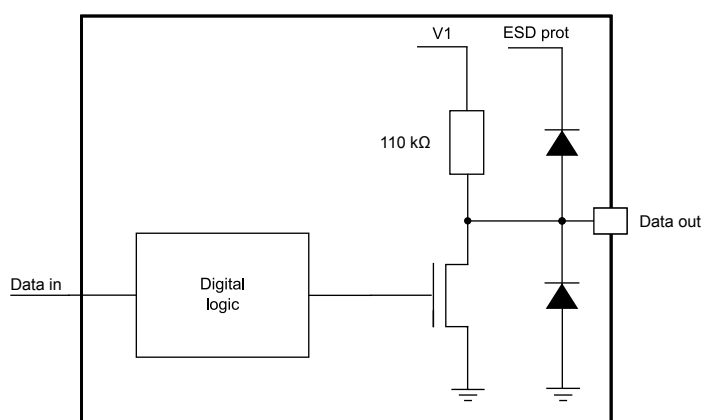 V1
ESD prot
110 kΩ
Data out
Digital
logic
Data in